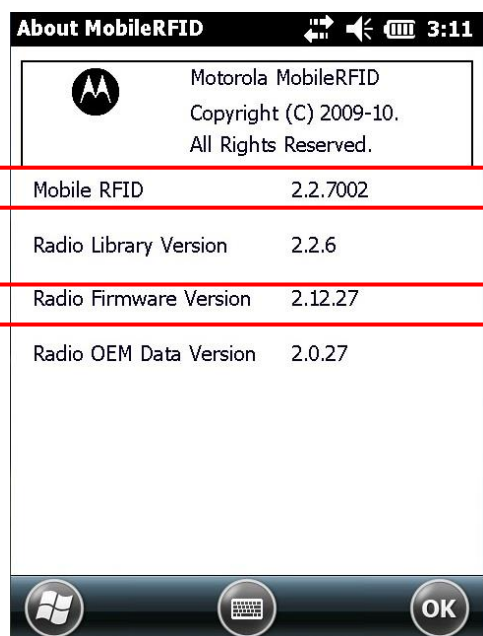 About MobileRFID 3:11
Motorola MobileRFID
Copyright (C) 2009-10.
All Rights Reserved.
Mobile RFID 2.2.7002
Radio Library Version 2.2.6
Radio Firmware Version 2.12.27
Radio OEM Data Version 2.0.27
OK